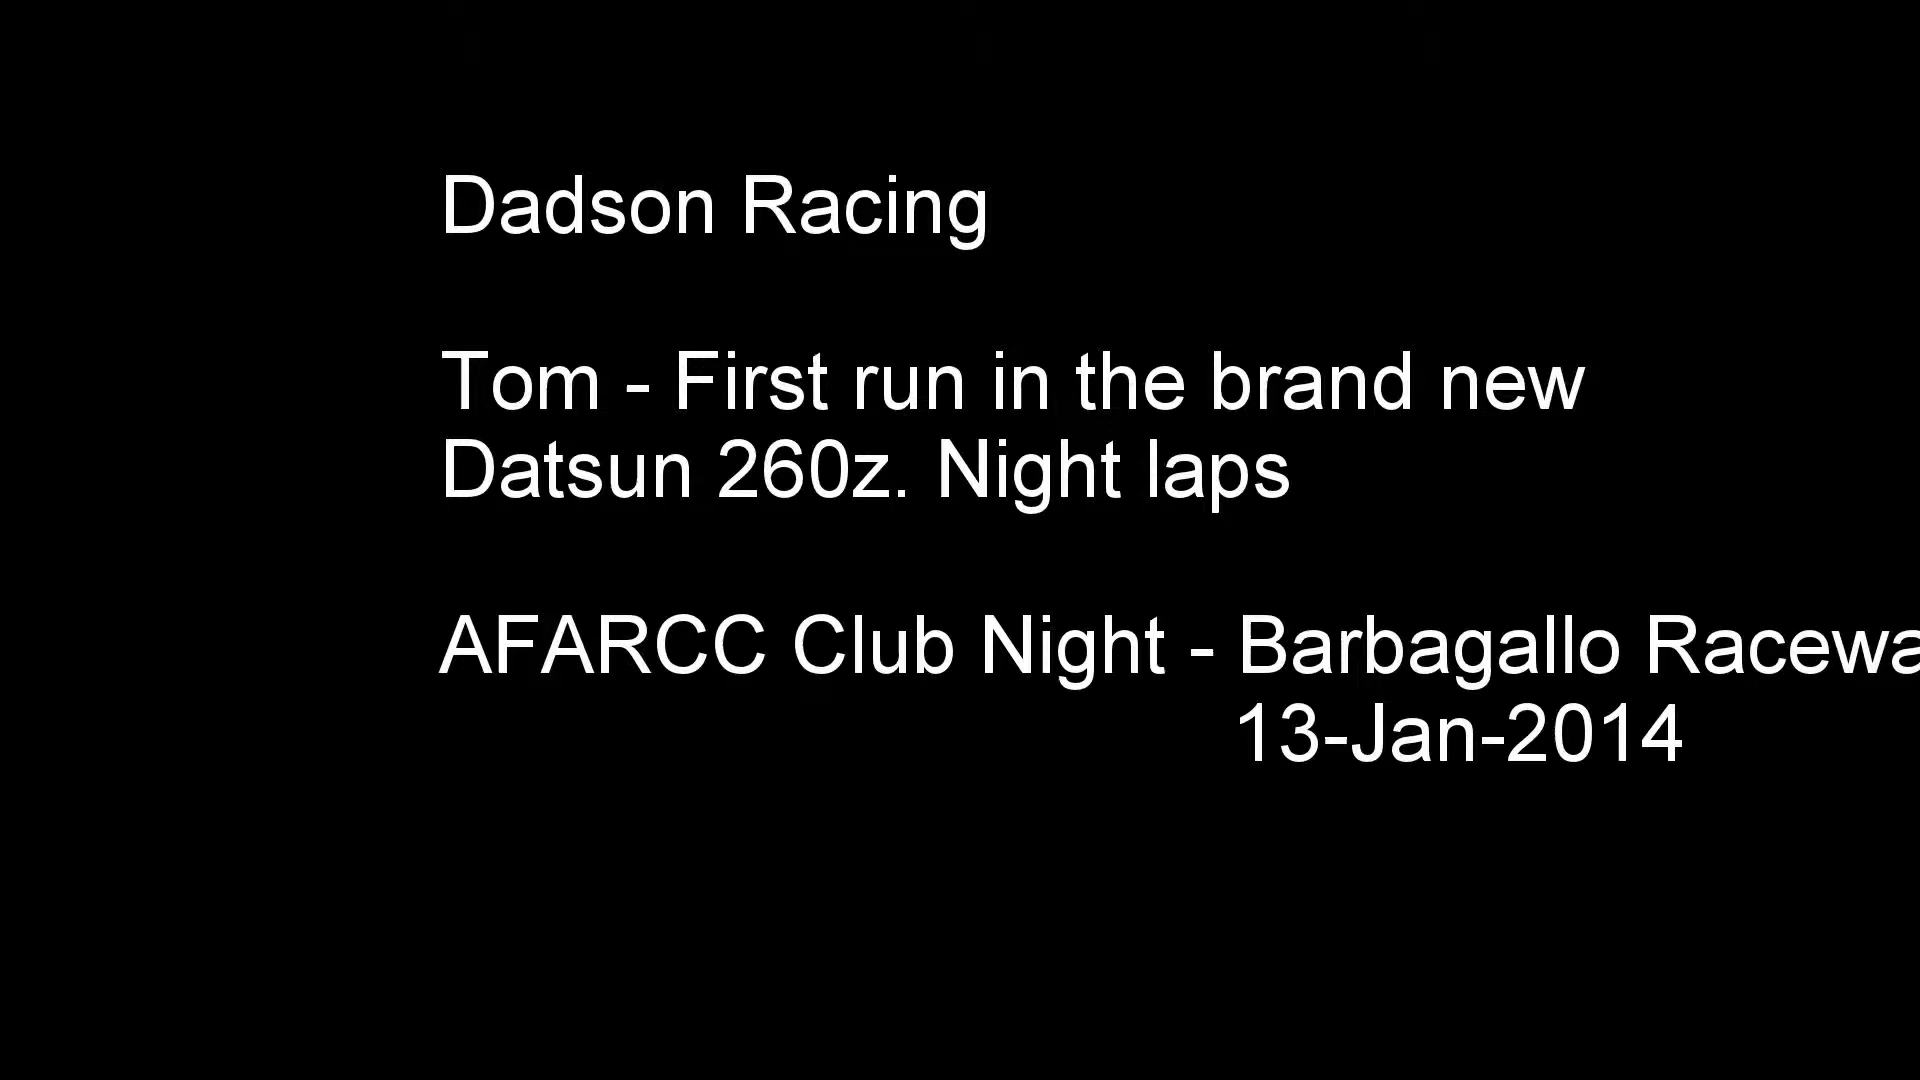 Dadson Racing
Tom - First run in the brand new
Datsun 260z. Night laps
AFARCC Club Night - Barbagallo Racewa
13-Jan-2014